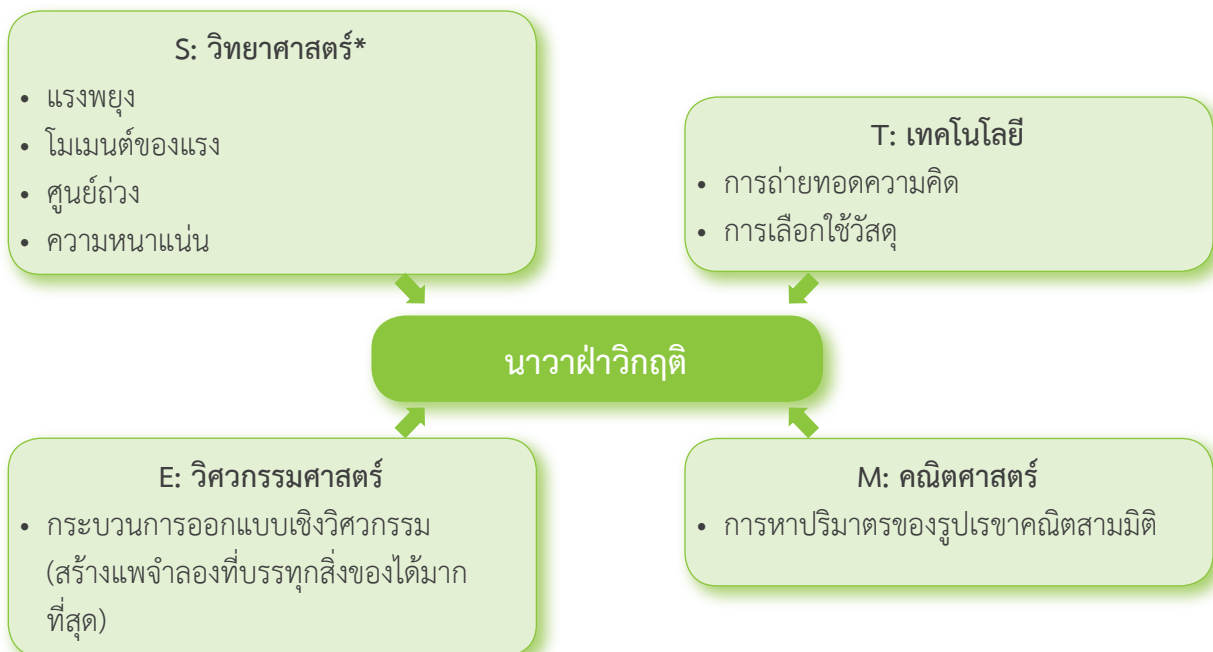 S: วิทยาศาสตร์*
• แรงพยุง
• โมเมนต์ของแรง
• ศูนย์ถ่วง
• ความหนาแน่น
T: เทคโนโลยี
• การถ่ายทอดความคิด
• การเลือกใช้วัสดุ
นาวาฝ่าวิกฤติ
E: วิศวกรรมศาสตร์
• กระบวนการออกแบบเชิงวิศวกรรม
(สร้างแพจำลองที่บรรทุกสิ่งของได้มาก
ที่สุด)
M: คณิตศาสตร์
• การหาปริมาตรของรูปเรขาคณิตสามมิติ